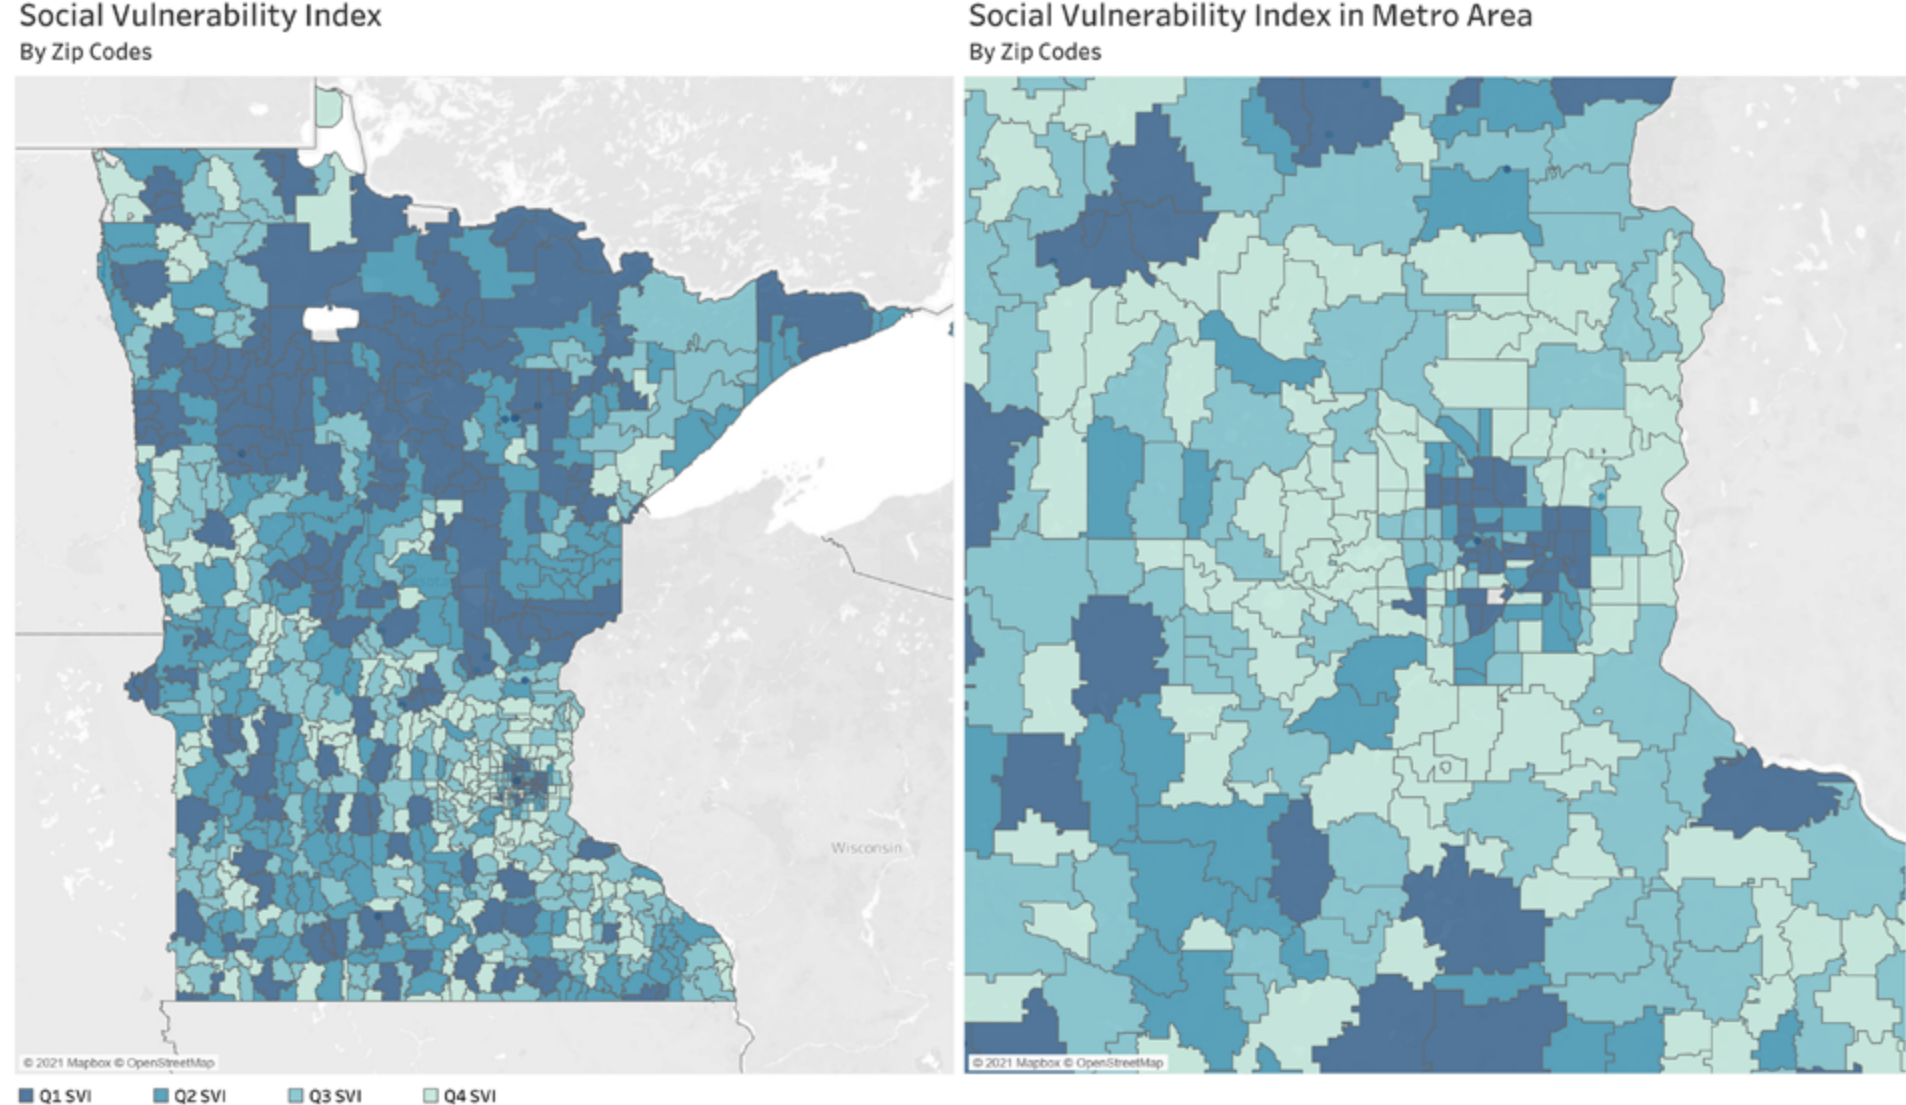 Social Vulnerability Index
By Zip Codes
Wisconsin
© 2021 Mapbox © OpenStreetMap
Q1 SVI
Q2 SVI
Q3 SVI
Q4 SVI
Social Vulnerability Index in Metro Area
By Zip Codes
© 2021 Mapbox © OpenStreetMap